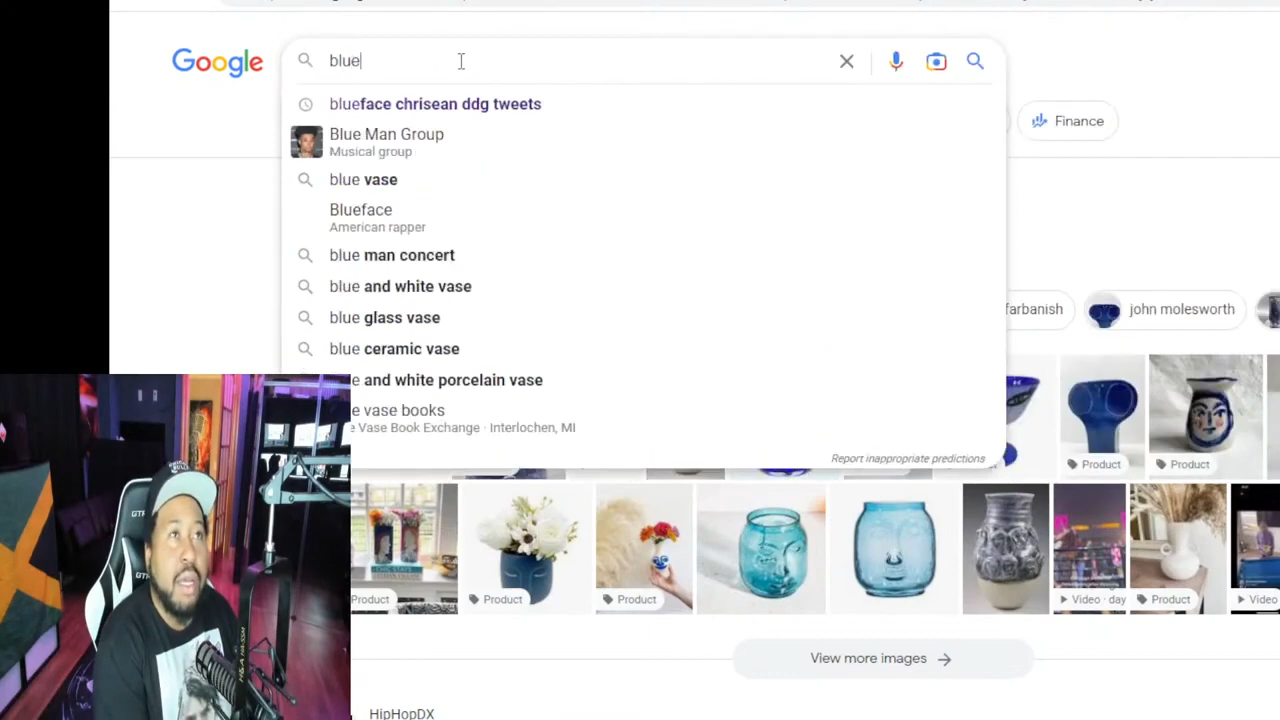 Google
blue
Finance
blueface chrisean ddg tweets
Blue Man Group
Musical group
blue vase
Blueface
American rapper
blue man concert
blue and white vase
blue glass vase
blue ceramic vase
e and white porcelain vase
e vase books
e Vase Book Exchange · Interlochen, MI
Report inappropriate predictions
farbanish
john molesworth
Product
Product
Product
Product
Product
Video · day
Product
Video
View more images
HipHopDX
GTR